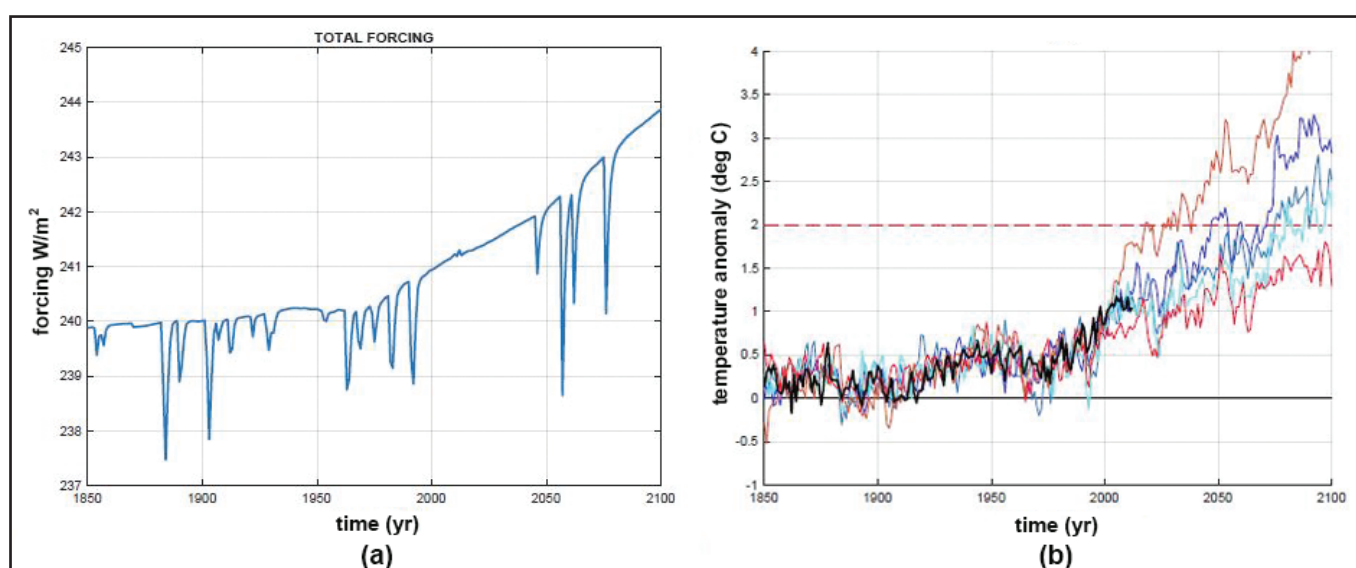 TOTAL FORCING
245
244
243
242
241
240
239
238
237
forcing W/m²
1850 1900 1950 2000 2050 2100
time (yr)
(a)
4
3.5
3
2.5
2
1.5
1
0.5
0
-0.5
-1
temperature anomaly (deg C)
1850 1900 1950 2000 2050 2100
time (yr)
(b)